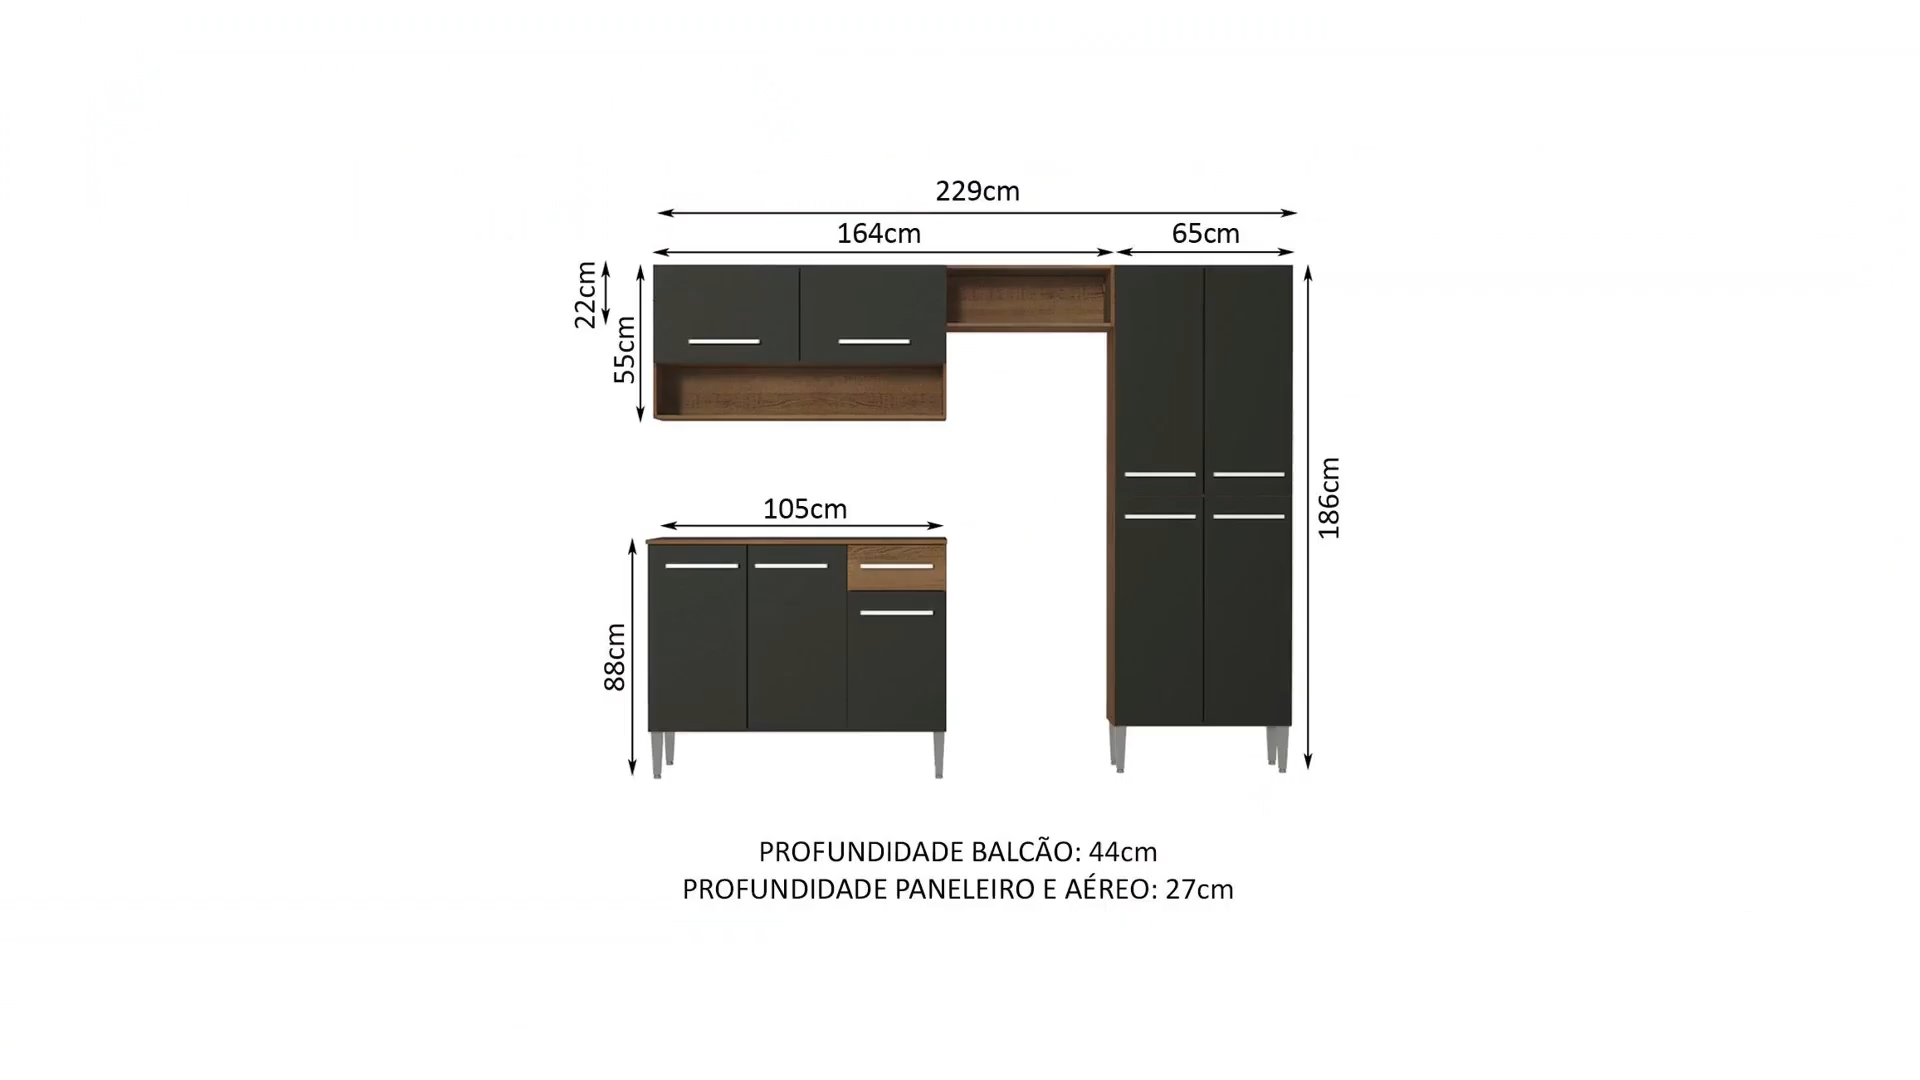 229cm
164cm
65cm
22cm
55cm
105cm
88cm
186cm
PROFUNDIDADE BALCÃO: 44cm
PROFUNDIDADE PANELEIRO E AÉREO: 27cm